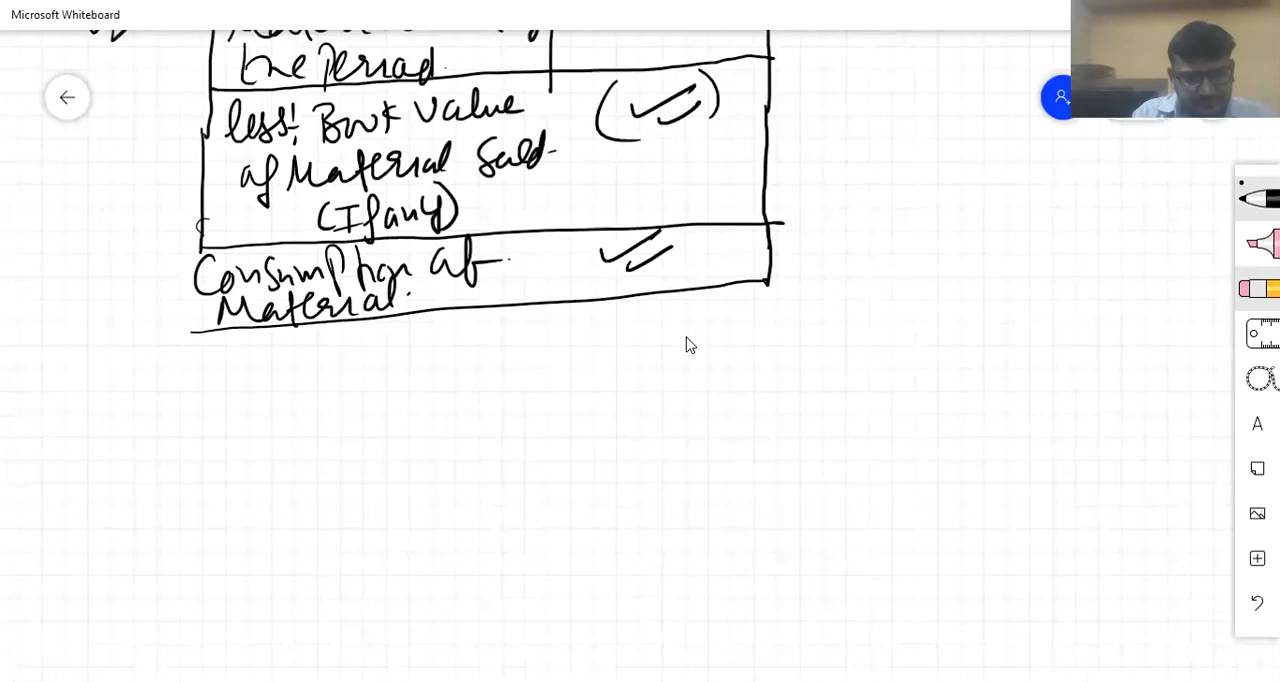 Microsoft Whiteboard
the Period.
less: Book Value
of Material Sold
(If any)
Consumption of
Material.
A